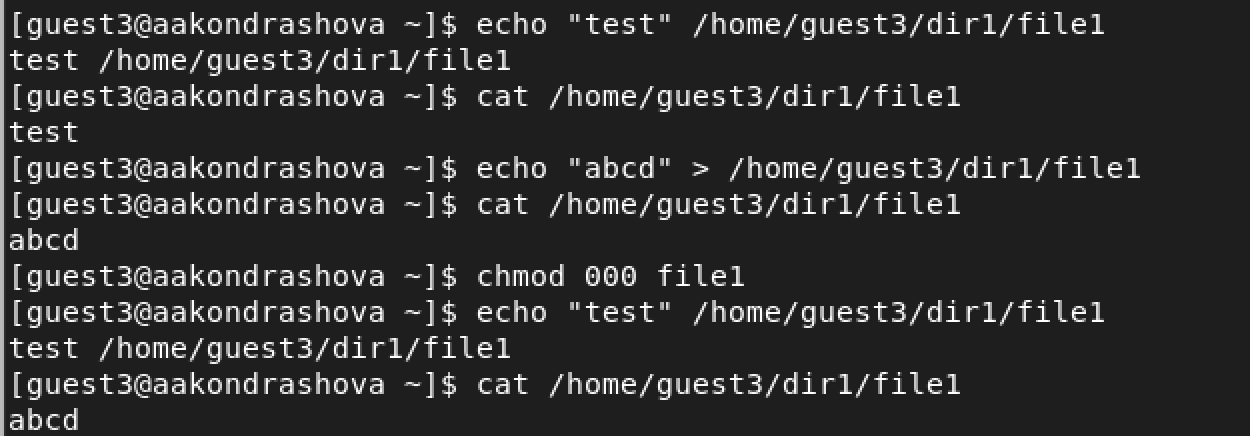 [guest3@aakondrashova ~]$ echo "test" /home/guest3/dir1/file1
test /home/guest3/dir1/file1
[guest3@aakondrashova ~]$ cat /home/guest3/dir1/file1
test
[guest3@aakondrashova ~]$ echo "abcd" > /home/guest3/dir1/file1
[guest3@aakondrashova ~]$ cat /home/guest3/dir1/file1
abcd
[guest3@aakondrashova ~]$ chmod 000 file1
[guest3@aakondrashova ~]$ echo "test" /home/guest3/dir1/file1
test /home/guest3/dir1/file1
[guest3@aakondrashova ~]$ cat /home/guest3/dir1/file1
abcd